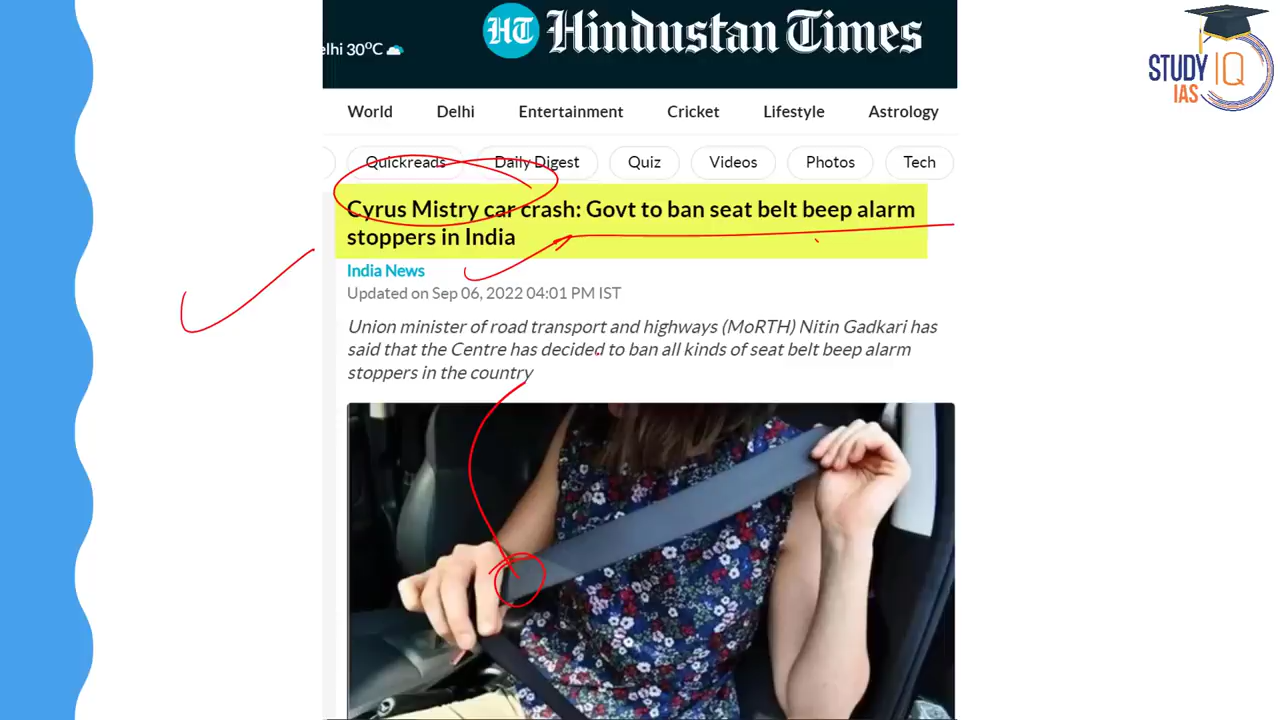 HT Hindustan Times
lhi 30°C
STUDY IQ
IAS
World Delhi Entertainment Cricket Lifestyle Astrology
Quickreads Daily Digest Quiz Videos Photos Tech
Cyrus Mistry car crash: Govt to ban seat belt beep alarm
stoppers in India
India News
Updated on Sep 06, 2022 04:01 PM IST
Union minister of road transport and highways (MoRTH) Nitin Gadkari has
said that the Centre has decided to ban all kinds of seat belt beep alarm
stoppers in the country